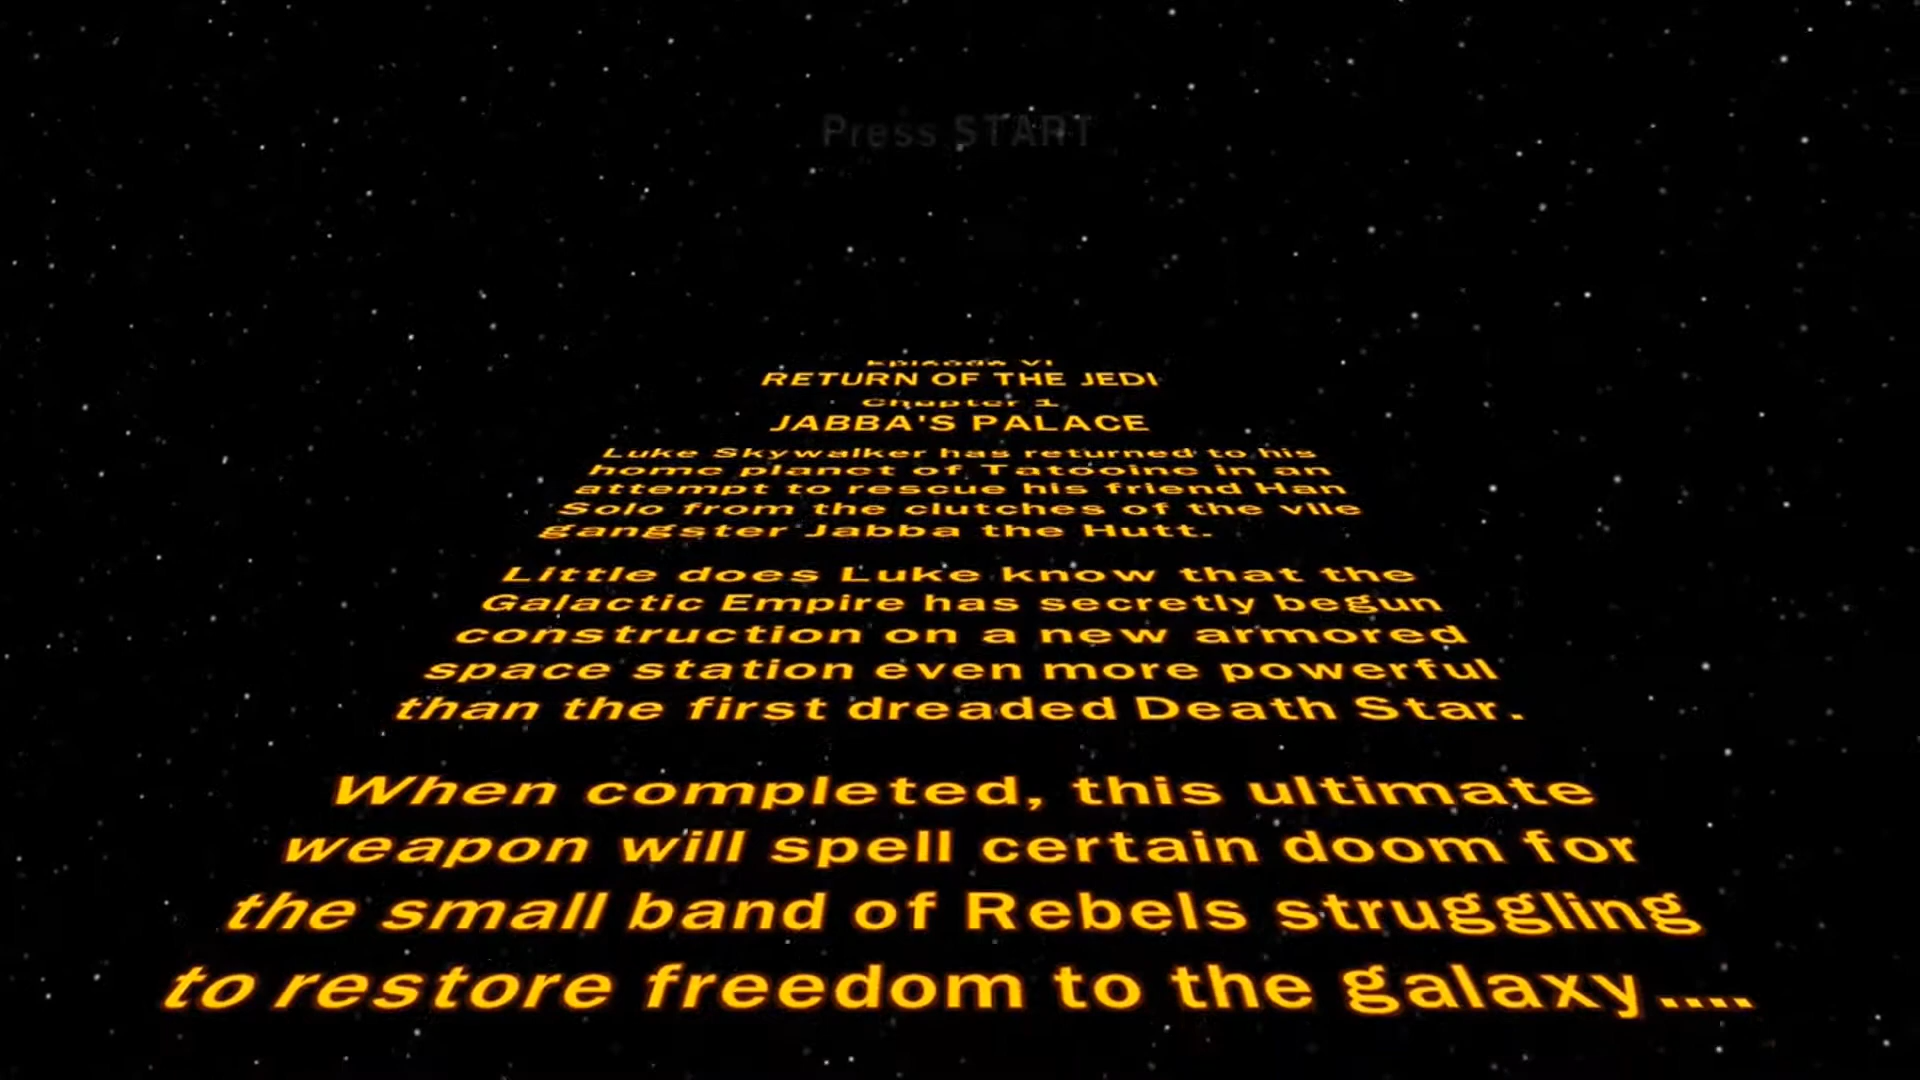 Press START
Episode VI
RETURN OF THE JEDI
Chapter 1
JABBA'S PALACE
Luke Skywalker has returned to his
home planet of Tatooine in an
attempt to rescue his friend Han
Solo from the clutches of the vile
gangster Jabba the Hutt.
Little does Luke know that the
Galactic Empire has secretly begun
construction on a new armored
space station even more powerful
than the first dreaded Death Star.
When completed, this ultimate
weapon will spell certain doom for
the small band of Rebels struggling
to restore freedom to the galaxy....